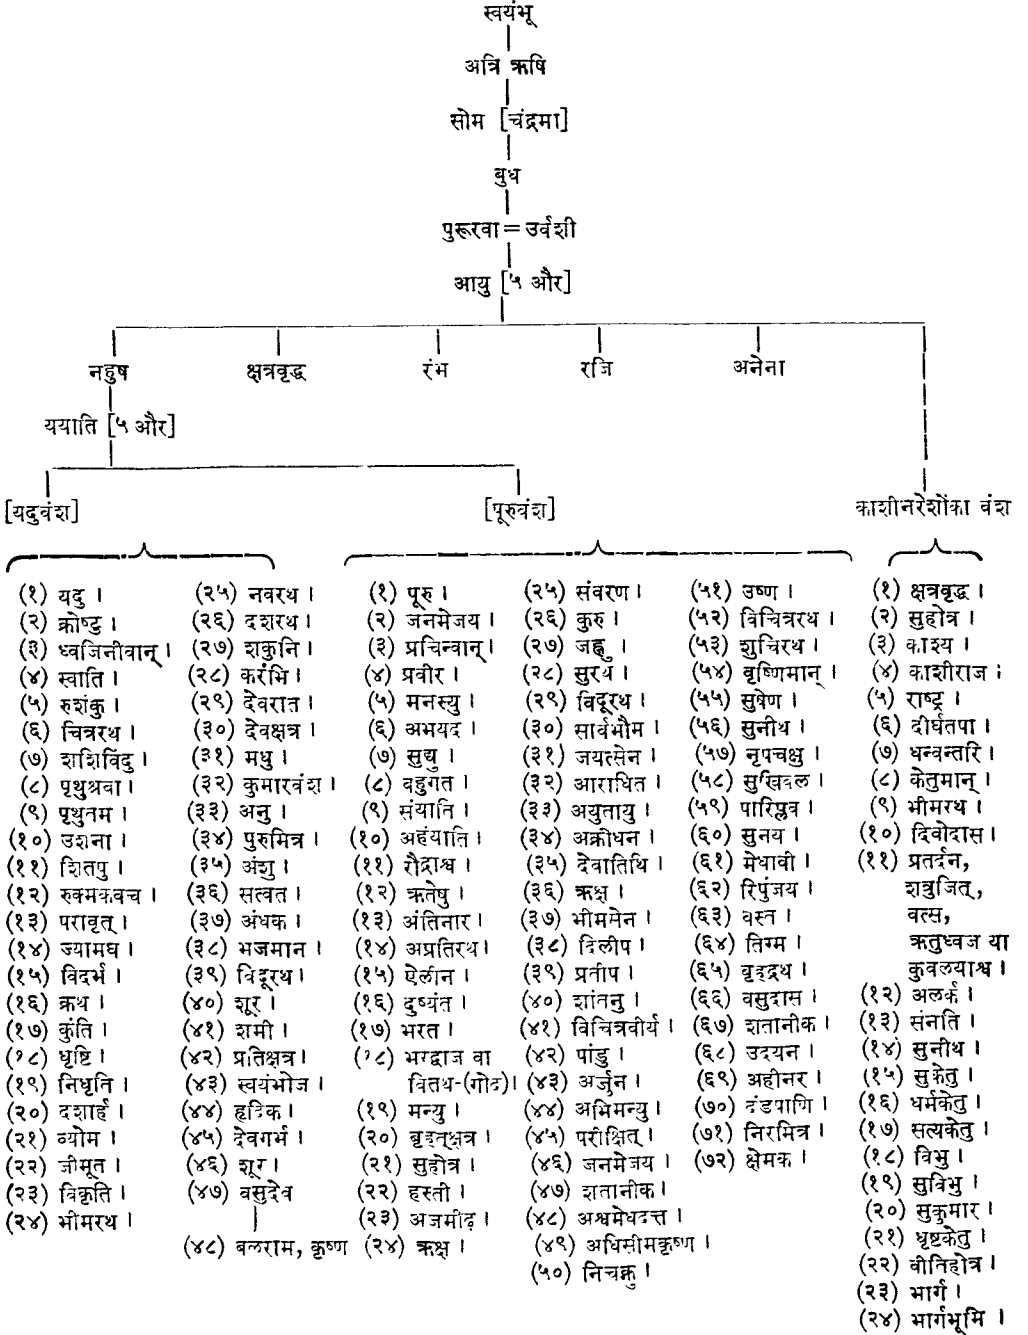 स्वयंभू
अत्रि ऋषि
सोम [चंद्रमा]
बुध
पुरूरवा = उर्वशी
आयु [५ और]
नहुष क्षत्रवृद्ध रंभ रजि अनेना
ययाति [५ और]
[यदुवंश] [पूरुवंश] काशीनरेशोंका वंश
(१) यदु ।
(२) क्रोष्टु ।
(३) ध्वजिनीवान् ।
(४) स्वाति ।
(५) रुशंकु ।
(६) चित्ररथ ।
(७) शशिविंदु ।
(८) पृथुश्रवा ।
(९) पृथुतम ।
(१०) उशना ।
(११) शितपु ।
(१२) रुक्मकवच ।
(१३) परावृत् ।
(१४) ज्यामघ ।
(१५) विदर्भ ।
(१६) क्रथ ।
(१७) कुंति ।
(१८) धृष्टि ।
(१९) निधृति ।
(२०) दशार्ह ।
(२१) व्योम ।
(२२) जीमूत ।
(२३) विकृति ।
(२४) भीमरथ ।
(२५) नवरथ ।
(२६) दशरथ ।
(२७) शकुनि ।
(२८) करंभि ।
(२९) देवरात ।
(३०) देवक्षत्र ।
(३१) मधु ।
(३२) कुमारवंश ।
(३३) अनु ।
(३४) पुरुमित्र ।
(३५) अंशु ।
(३६) सत्वत ।
(३७) अंधक ।
(३८) भजमान ।
(३९) विदूरथ ।
(४०) शूर ।
(४१) शमी ।
(४२) प्रतिक्षत्र ।
(४३) स्वयंभोज ।
(४४) हृदिक ।
(४५) देवगर्भ ।
(४६) शूर ।
(४७) वसुदेव
(४८) बलराम, कृष्ण
(१) पूरु ।
(२) जनमेजय ।
(३) प्रचिन्वान् ।
(४) प्रवीर ।
(५) मनस्यु ।
(६) अभयद ।
(७) सुद्यु ।
(८) बहुगत ।
(९) संयाति ।
(१०) अहंयाति ।
(११) रौद्राश्व ।
(१२) ऋतेषु ।
(१३) अंतिनार ।
(१४) अप्रतिरथ ।
(१५) ऐलीन ।
(१६) दुष्यंत ।
(१७) भरत ।
(१८) भरद्वाज वा
वितथ-(गोद) ।
(१९) मन्यु ।
(२०) बृहत्क्षत्र ।
(२१) सुहोत्र ।
(२२) हस्ती ।
(२३) अजमीढ़ ।
(२४) ऋक्ष ।
(२५) संवरण ।
(२६) कुरु ।
(२७) जह्नु ।
(२८) सुरथ ।
(२९) विदूरथ ।
(३०) सार्वभौम ।
(३१) जयत्सेन ।
(३२) आराधित ।
(३३) अयुतायु ।
(३४) अक्रोधन ।
(३५) देवातिथि ।
(३६) ऋक्ष ।
(३७) भीमसेन ।
(३८) दिलीप ।
(३९) प्रतीप ।
(४०) शांतनु ।
(४१) विचित्रवीर्य ।
(४२) पांडु ।
(४३) अर्जुन ।
(४४) अभिमन्यु ।
(४५) परीक्षित् ।
(४६) जनमेजय ।
(४७) शतानीक ।
(४८) अश्वमेधदत्त ।
(४९) अधिसीमकृष्ण ।
(५०) निचक्रु ।
(५१) उष्ण ।
(५२) विचित्ररथ ।
(५३) शुचिरथ ।
(५४) वृष्णिमान् ।
(५५) सुषेण ।
(५६) सुनीथ ।
(५७) नृपचक्षु ।
(५८) सुखिबल ।
(५९) पारिप्लव ।
(६०) सुनय ।
(६१) मेधावी ।
(६२) रिपुंजय ।
(६३) वस्त ।
(६४) तिग्म ।
(६५) बृहद्रथ ।
(६६) वसुदास ।
(६७) शतानीक ।
(६८) उदयन ।
(६९) अहीनर ।
(७०) दंडपाणि ।
(७१) निरमित्र ।
(७२) क्षेमक ।
(१) क्षत्रवृद्ध ।
(२) सुहोत्र ।
(३) काश्य ।
(४) काशीराज ।
(५) राष्ट्र ।
(६) दीर्घतपा ।
(७) धन्वन्तरि ।
(८) केतुमान् ।
(९) भीमरथ ।
(१०) दिवोदास ।
(११) प्रतर्दन,
शत्रुजित्,
वत्स,
ऋतुध्वज या
कुवलयाश्व ।
(१२) अलर्क ।
(१३) संनति ।
(१४) सुनीथ ।
(१५) सुकेतु ।
(१६) धर्मकेतु ।
(१७) सत्यकेतु ।
(१८) विभु ।
(१९) सुविभु ।
(२०) सुकुमार ।
(२१) धृष्टकेतु ।
(२२) वीतिहोत्र ।
(२३) भार्ग ।
(२४) भार्गभूमि ।